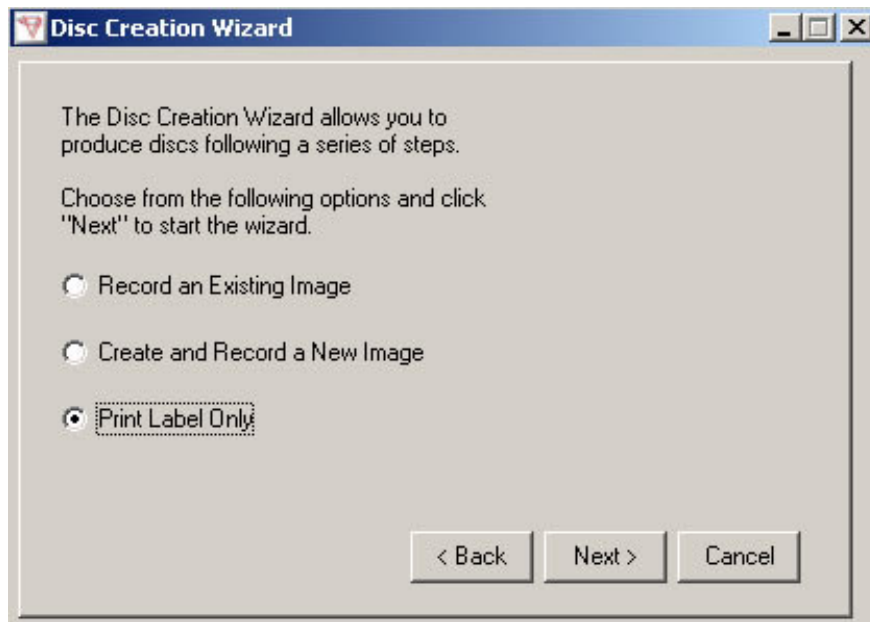 Disc Creation Wizard
The Disc Creation Wizard allows you to
produce discs following a series of steps.
Choose from the following options and click
"Next" to start the wizard.
Record an Existing Image
Create and Record a New Image
Print Label Only
< Back Next > Cancel